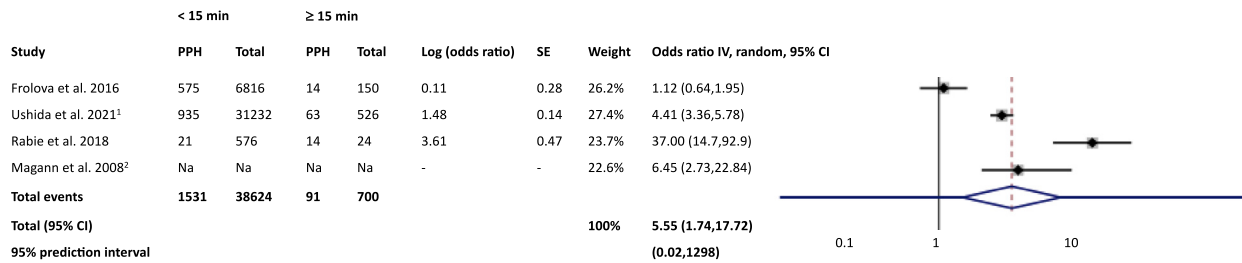 < 15 min ≥ 15 min
Study PPH Total PPH Total Log (odds ratio) SE Weight Odds ratio IV, random, 95% CI
Frolova et al. 2016 575 6816 14 150 0.11 0.28 26.2% 1.12 (0.64,1.95)
Ushida et al. 2021¹ 935 31232 63 526 1.48 0.14 27.4% 4.41 (3.36,5.78)
Rabie et al. 2018 21 576 14 24 3.61 0.47 23.7% 37.00 (14.7,92.9)
Magann et al. 2008² Na Na Na Na - - 22.6% 6.45 (2.73,22.84)
Total events 1531 38624 91 700
Total (95% CI) 100% 5.55 (1.74,17.72)
0.1 1 10
95% prediction interval (0.02,1298)